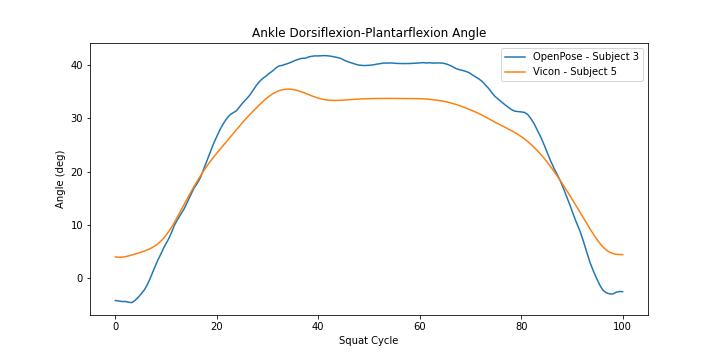 Ankle Dorsiflexion-Plantarflexion Angle
OpenPose - Subject 3
Vicon - Subject 5
Angle (deg)
40
30
20
10
0
0 20 40 60 80 100
Squat Cycle